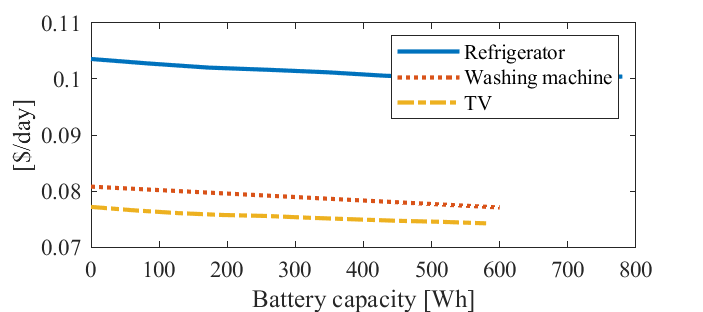 0.11
0.1
0.09
0.08
0.07
[$/day]
Refrigerator
Washing machine
TV
0 100 200 300 400 500 600 700 800
Battery capacity [Wh]